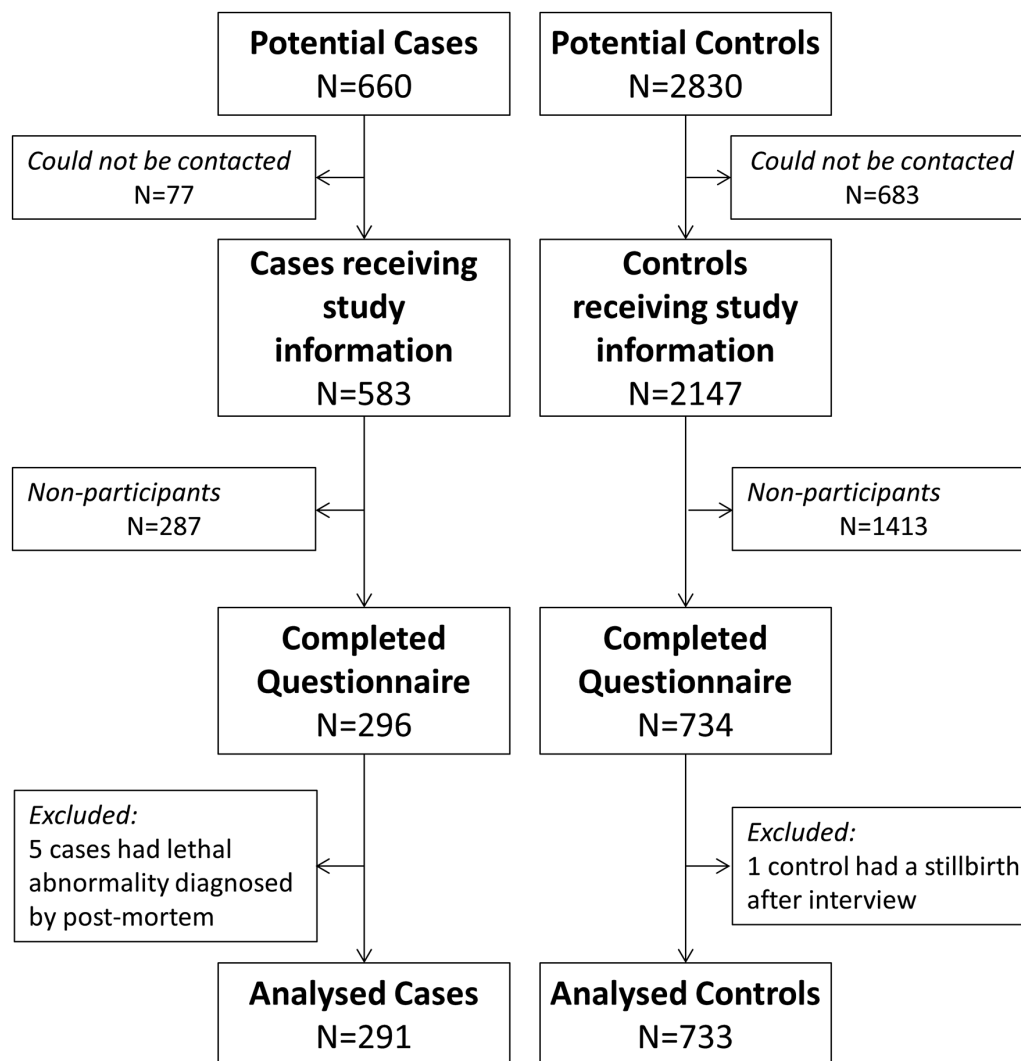 Potential Cases
N=660
Potential Controls
N=2830
Could not be contacted
N=77
Could not be contacted
N=683
Cases receiving
study
information
N=583
Controls
receiving study
information
N=2147
Non-participants
N=287
Non-participants
N=1413
Completed
Questionnaire
N=296
Completed
Questionnaire
N=734
Excluded:
5 cases had lethal
abnormality diagnosed
by post-mortem
Excluded:
1 control had a stillbirth
after interview
Analysed Cases
N=291
Analysed Controls
N=733